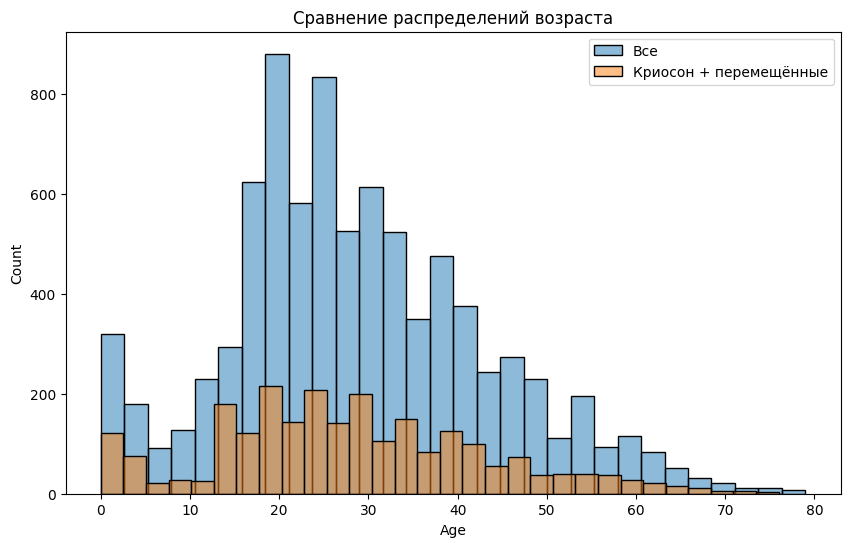 Сравнение распределений возраста
Все
Криосон + перемещённые
Count
800
600
400
200
0
0 10 20 30 40 50 60 70 80
Age